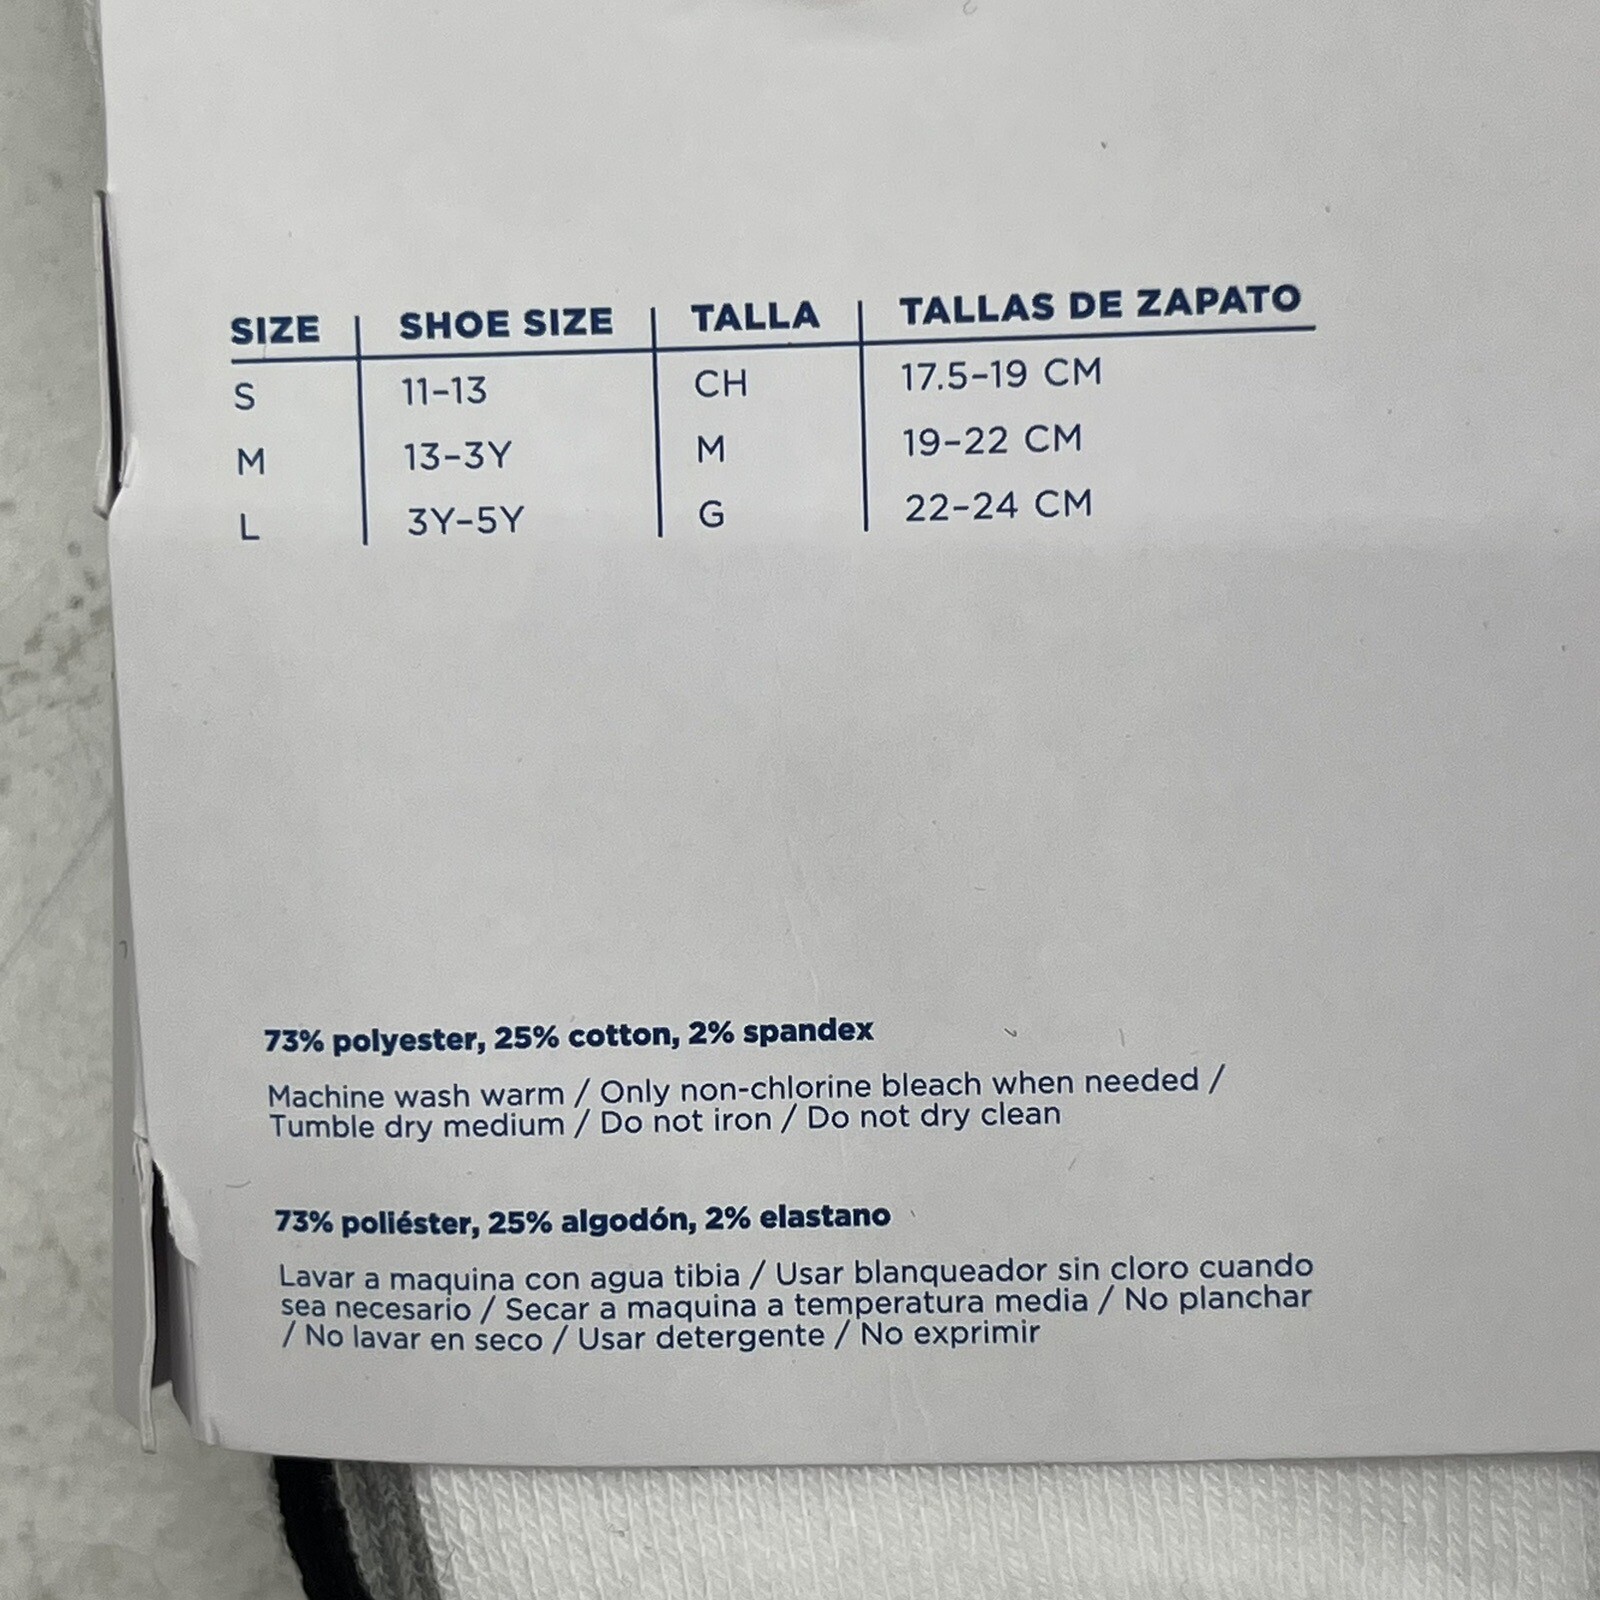 SIZE SHOE SIZE TALLA TALLAS DE ZAPATO
S 11-13 CH 17.5-19 CM
M 13-3Y M 19-22 CM
L 3Y-5Y G 22-24 CM
73% polyester, 25% cotton, 2% spandex
Machine wash warm / Only non-chlorine bleach when needed /
Tumble dry medium / Do not iron / Do not dry clean
73% poliéster, 25% algodón, 2% elastano
Lavar a maquina con agua tibia / Usar blanqueador sin cloro cuando
sea necesario / Secar a maquina a temperatura media / No planchar
/ No lavar en seco / Usar detergente / No exprimir